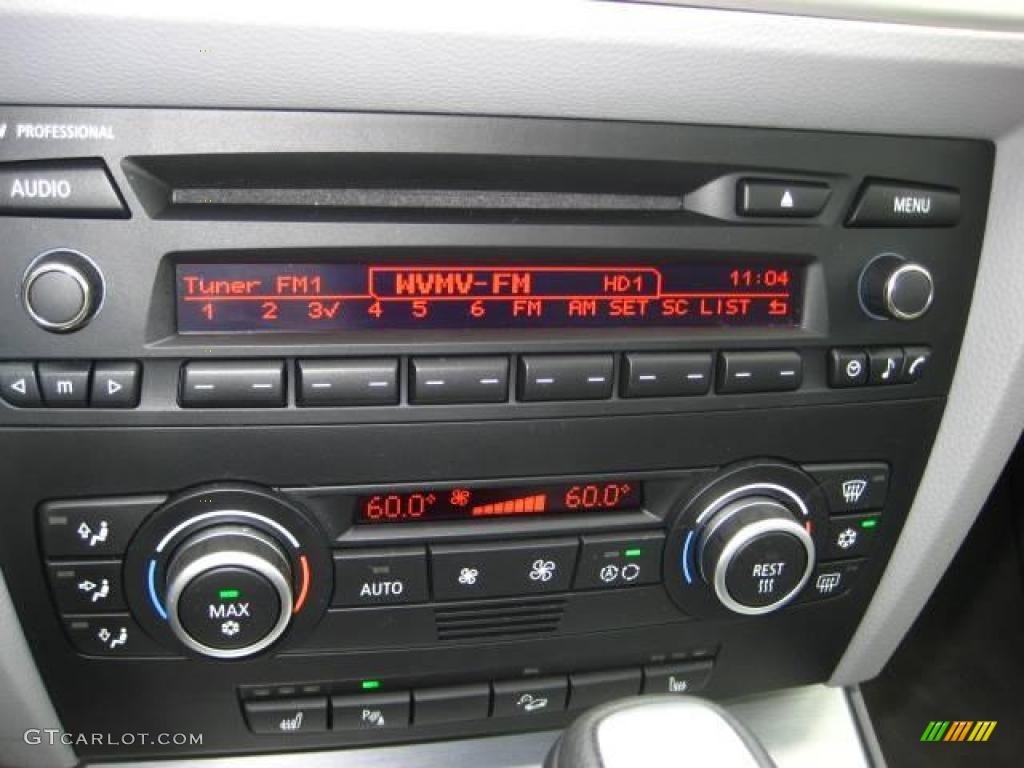 PROFESSIONAL
AUDIO
MENU
Tuner FM1 WVMV-FM HD1 11:04
1 2 3✓ 4 5 6 FM AM SET SC LIST
m
60.0° 60.0°
MAX
AUTO
A
REST
P
GTCARLOT.COM